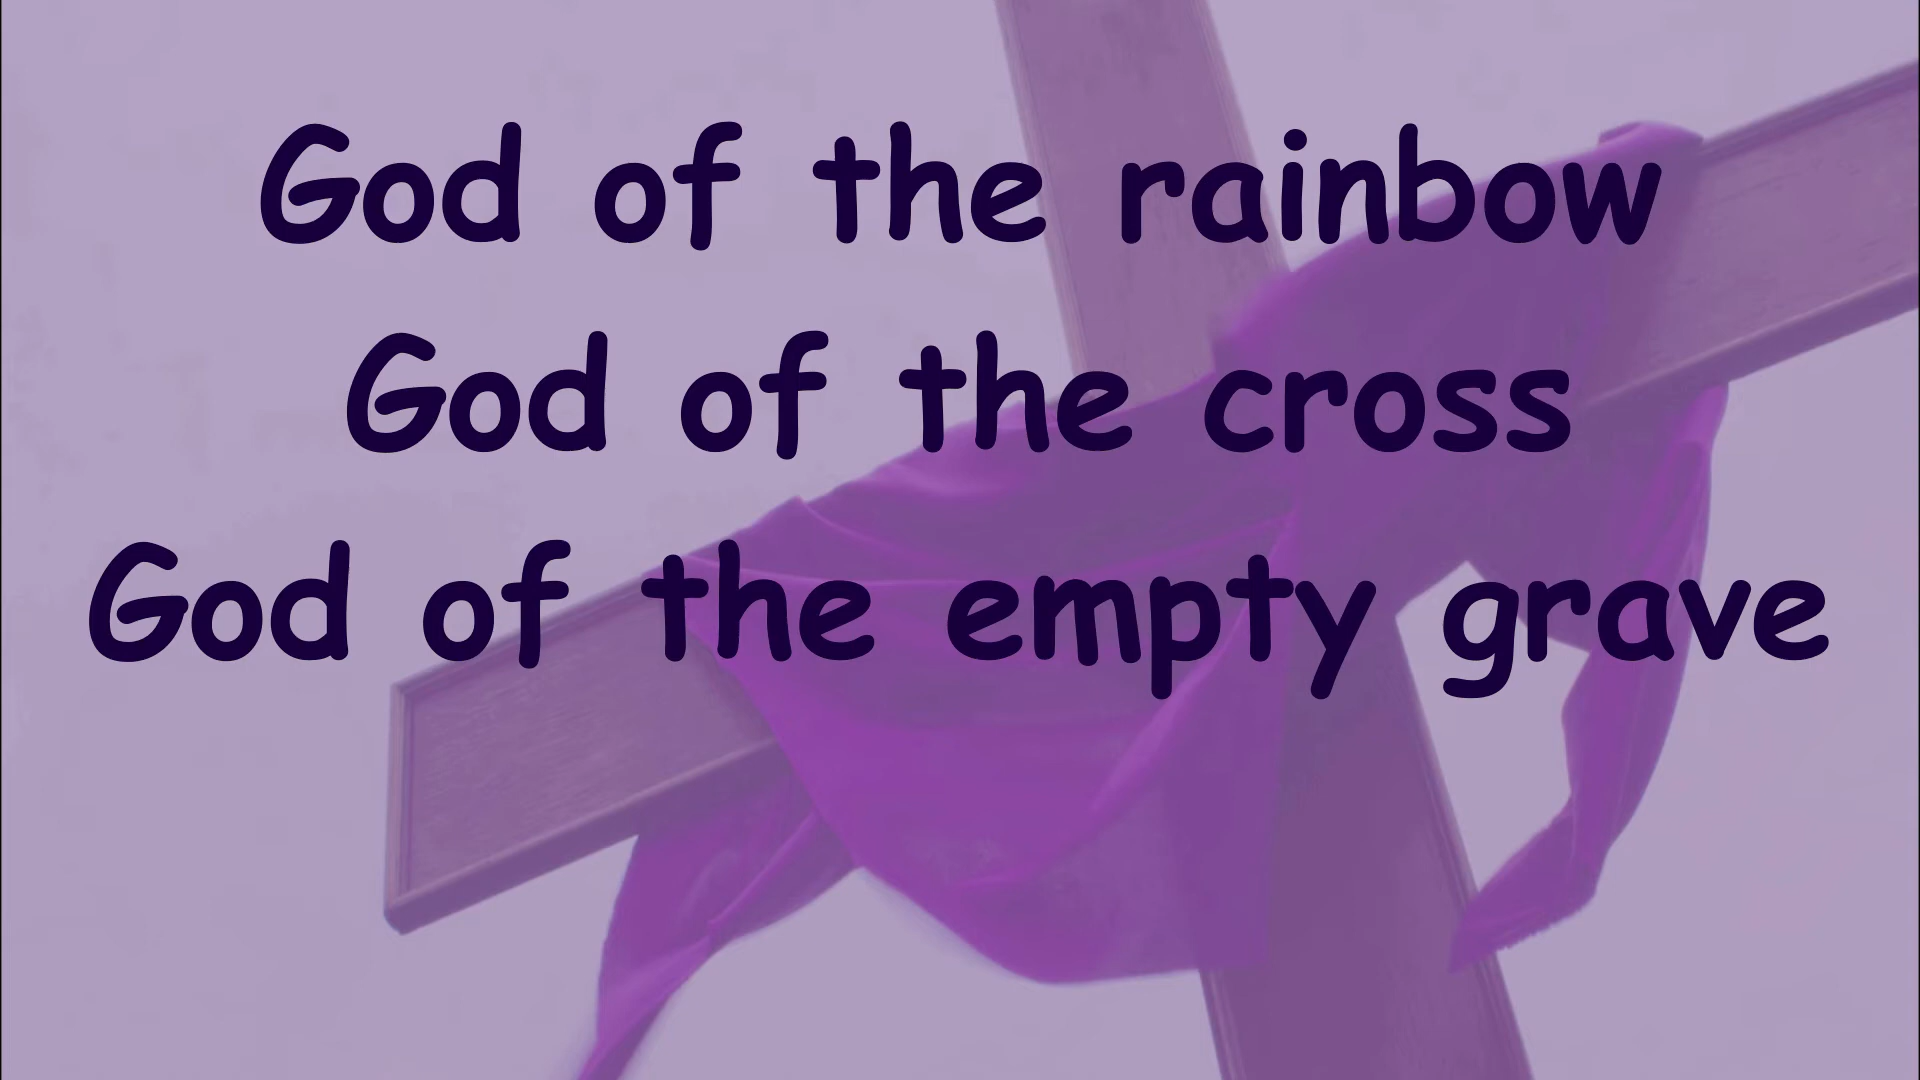 God of the rainbow
God of the cross
God of the empty grave